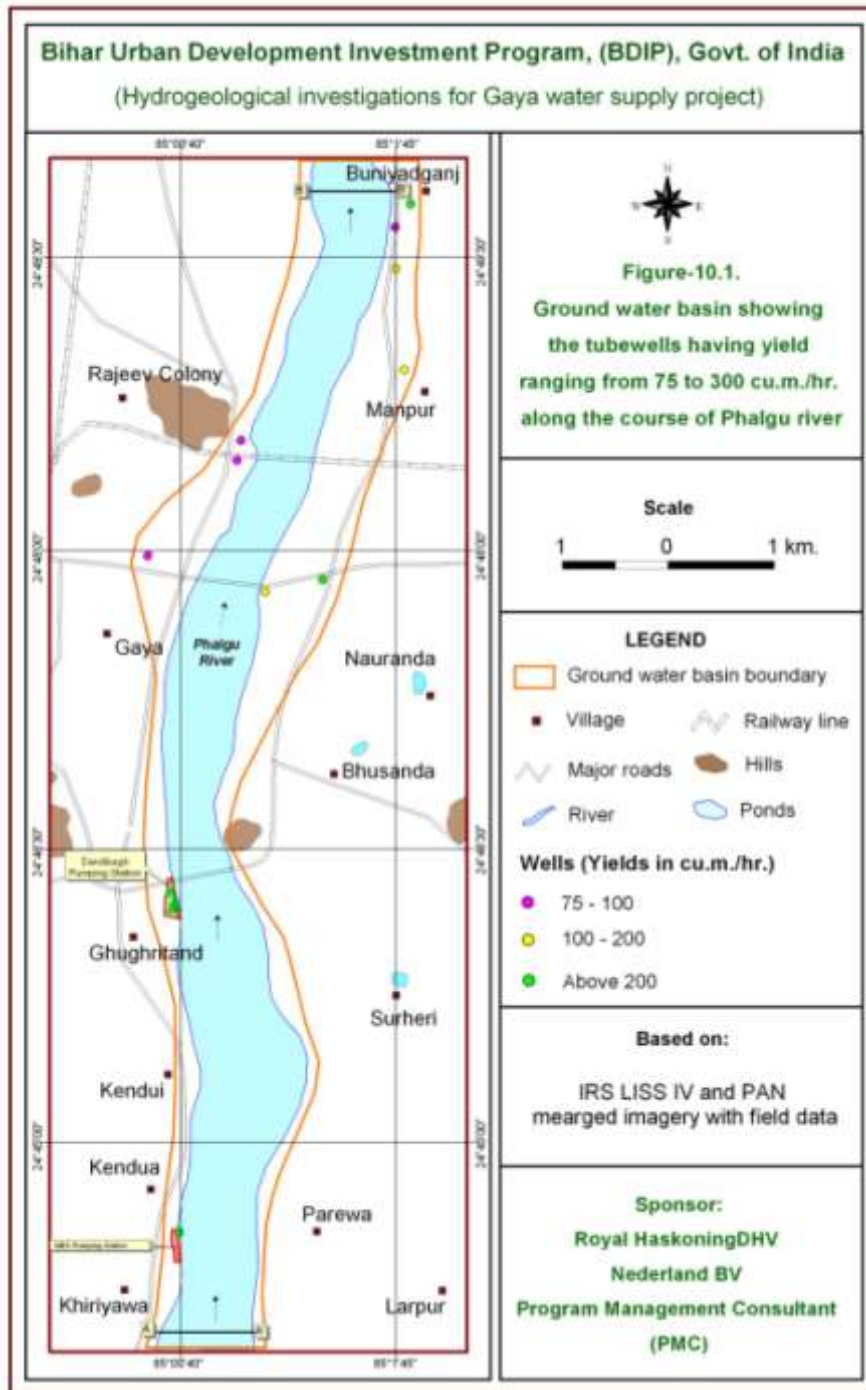 Bihar Urban Development Investment Program, (BDIP), Govt. of India
(Hydrogeological investigations for Gaya water supply project)
Buniyadganj
Rajeev Colony
Manpur
Gaya
Phalgu
River
Nauranda
Bhusanda
Dandibagh
Pumping Station
Ghughritand
Surheri
Kendui
Kendua
Parewa
Pumping Station
Khiriyawa
Larpur
A
N
W
E
S
Figure-10.1.
Ground water basin showing
the tubewells having yield
ranging from 75 to 300 cu.m./hr.
along the course of Phalgu river
Scale
1 0 1 km.
LEGEND
Ground water basin boundary
Village
Railway line
Major roads
Hills
River
Ponds
Wells (Yields in cu.m./hr.)
75 - 100
100 - 200
Above 200
Based on:
IRS LISS IV and PAN
mearged imagery with field data
Sponsor:
Royal HaskoningDHV
Nederland BV
Program Management Consultant
(PMC)